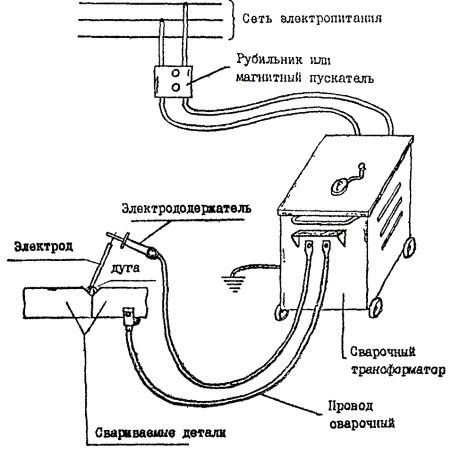 Сеть электропитания
Рубильник или
магнитный пускатель
Электрододержатель
Электрод
дуга
Сварочный
трансформатор
Провод
сварочный
Свариваемые детали